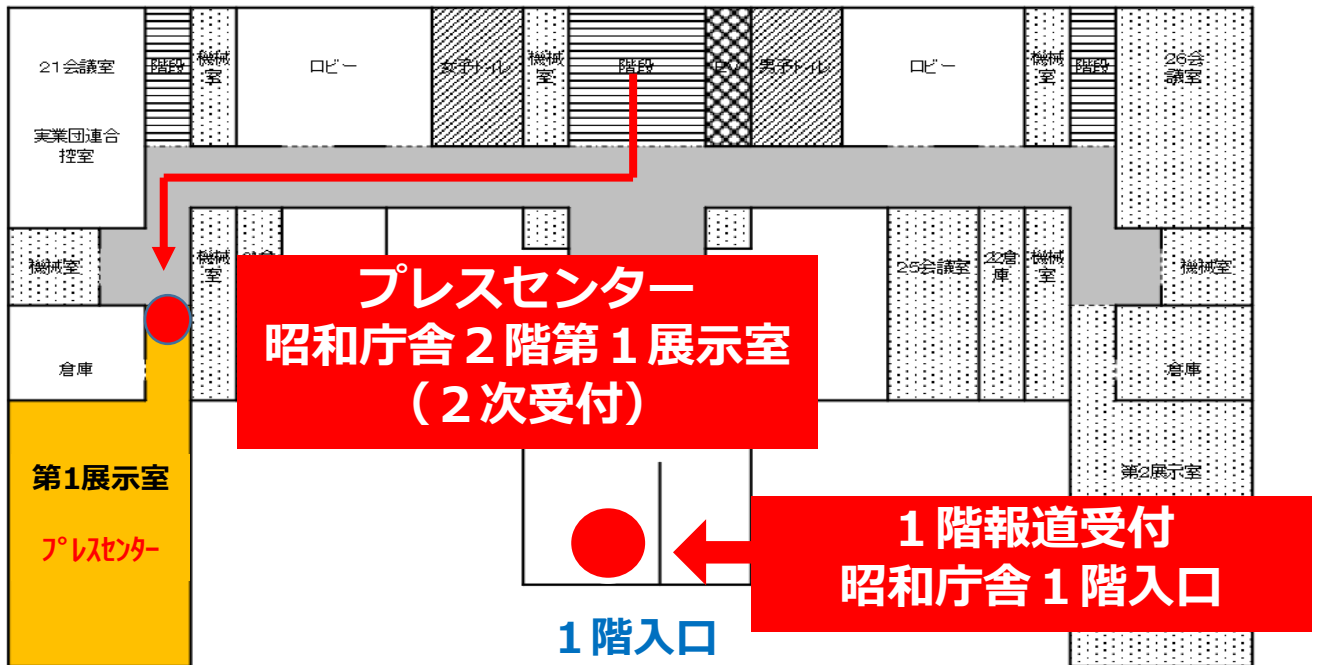 21会議室
実業団連合
控室
階段
機械
室
ロビー
女子トイレ
機械
室
階段
男子トイレ
ロビー
機械
室
階段
26会
議室
機械室
機械
室
25会議室
22倉
庫
機械
室
機械室
倉庫
倉庫
プレスセンター
昭和庁舎２階第１展示室
（２次受付）
第1展示室
プレスセンター
第2展示室
１階報道受付
昭和庁舎１階入口
１階入口